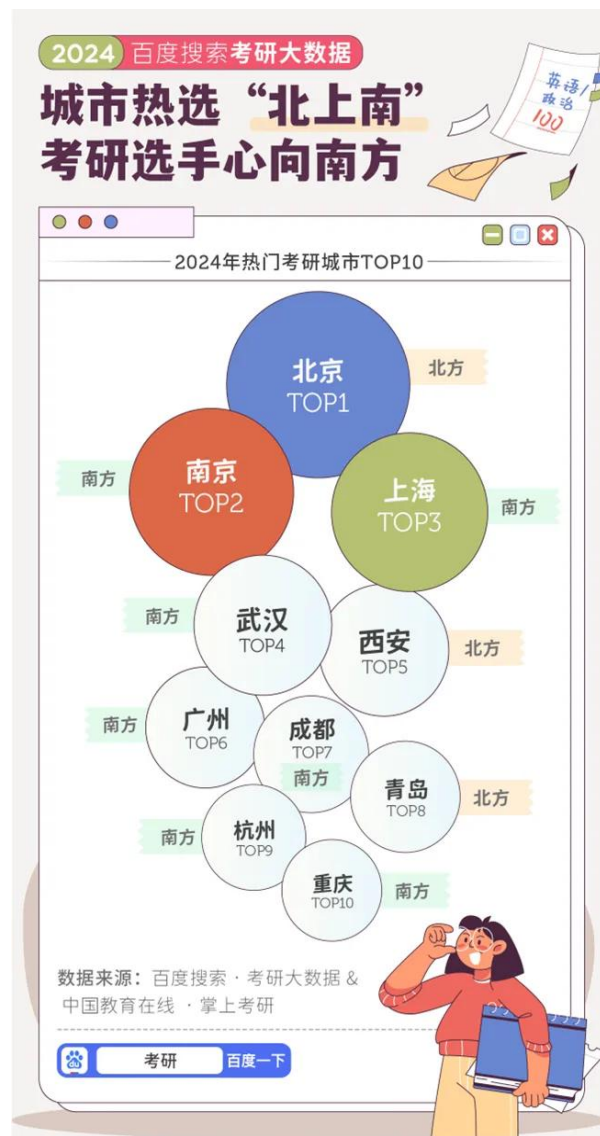 2024 百度搜索考研大数据
城市热选“北上南”
考研选手心向南方
英语/
政治
100
2024年热门考研城市TOP10
北京
TOP1
北方
南京
TOP2
南方
上海
TOP3
南方
武汉
TOP4
南方
西安
TOP5
北方
广州
TOP6
南方
成都
TOP7
南方
青岛
TOP8
北方
杭州
TOP9
南方
重庆
TOP10
南方
数据来源：百度搜索·考研大数据 &
中国教育在线 ·掌上考研
考研 百度一下